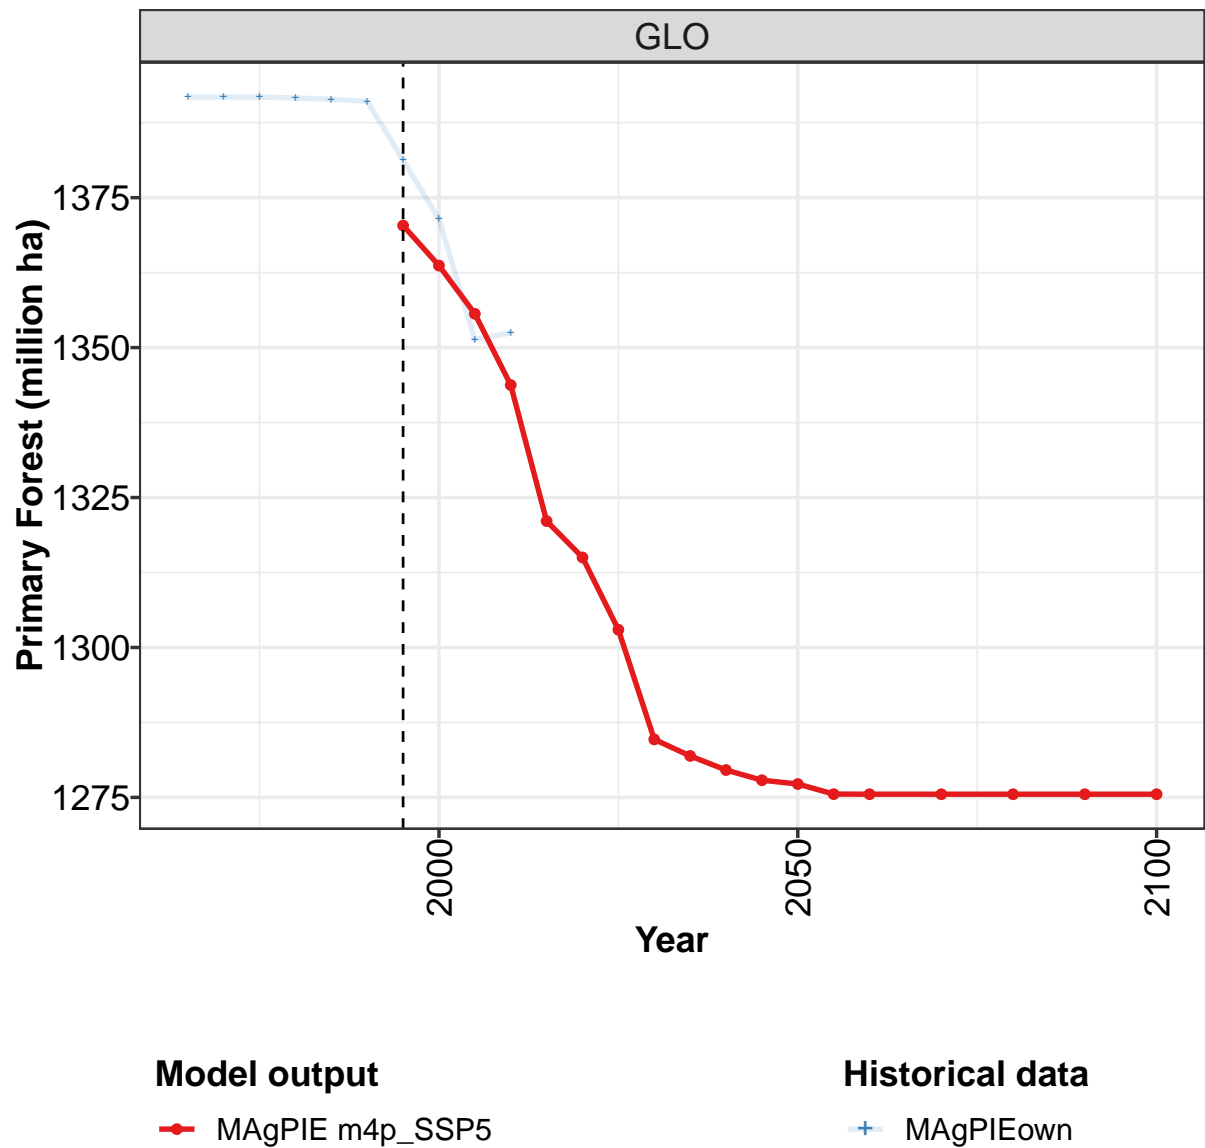 GLO
Primary Forest (million ha)
1375
1350
1325
1300
1275
2000
2050
2100
Year
Model output
MAgPIE m4p_SSP5
Historical data
MAgPIEown